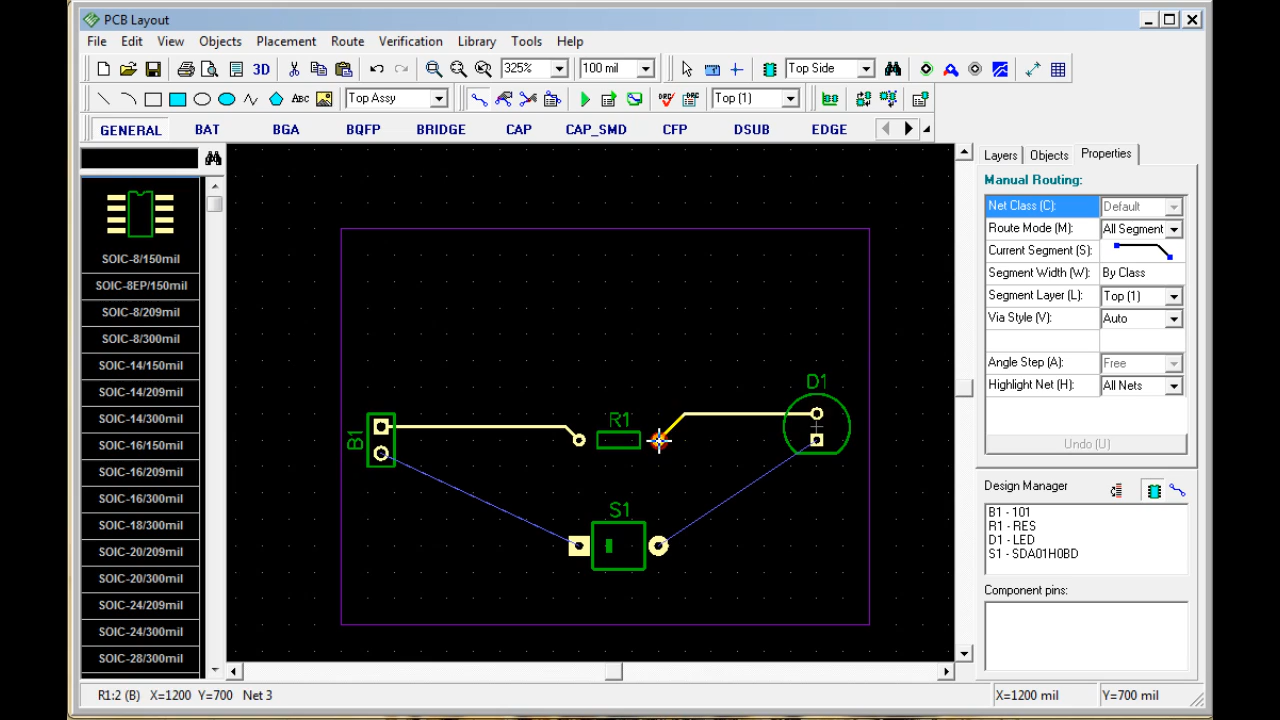 PCB Layout
File Edit View Objects Placement Route Verification Library Tools Help
3D 325% 100 mil Top Side
ABC Top Assy DRC Top (1)
GENERAL BAT BGA BQFP BRIDGE CAP CAP_SMD CFP DSUB EDGE
Layers Objects Properties
Manual Routing:
Net Class (C): Default
Route Mode (M): All Segment
Current Segment (S):
Segment Width (W): By Class
Segment Layer (L): Top (1)
Via Style (V): Auto
Angle Step (A): Free
Highlight Net (H): All Nets
Undo (U)
Design Manager
B1 - 101
R1 - RES
D1 - LED
S1 - SDA01H0BD
Component pins:
SOIC-8/150mil
SOIC-8EP/150mil
SOIC-8/209mil
SOIC-8/300mil
SOIC-14/150mil
SOIC-14/209mil
SOIC-14/300mil
SOIC-16/150mil
SOIC-16/209mil
SOIC-16/300mil
SOIC-18/300mil
SOIC-20/209mil
SOIC-20/300mil
SOIC-24/209mil
SOIC-24/300mil
SOIC-28/300mil
D1
R1
B1
S1
R1:2 (B) X=1200 Y=700 Net 3 X=1200 mil Y=700 mil